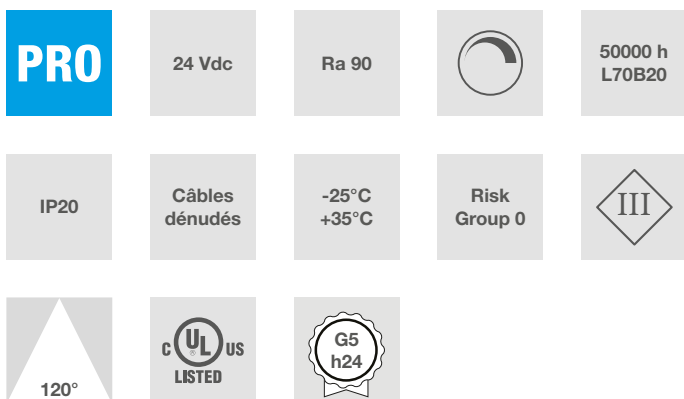 PRO
24 Vdc
Ra 90
50000 h
L70B20
IP20
Câbles
dénudés
-25°C
+35°C
Risk
Group 0
III
120°
c UL ® US
LISTED
G5
h24